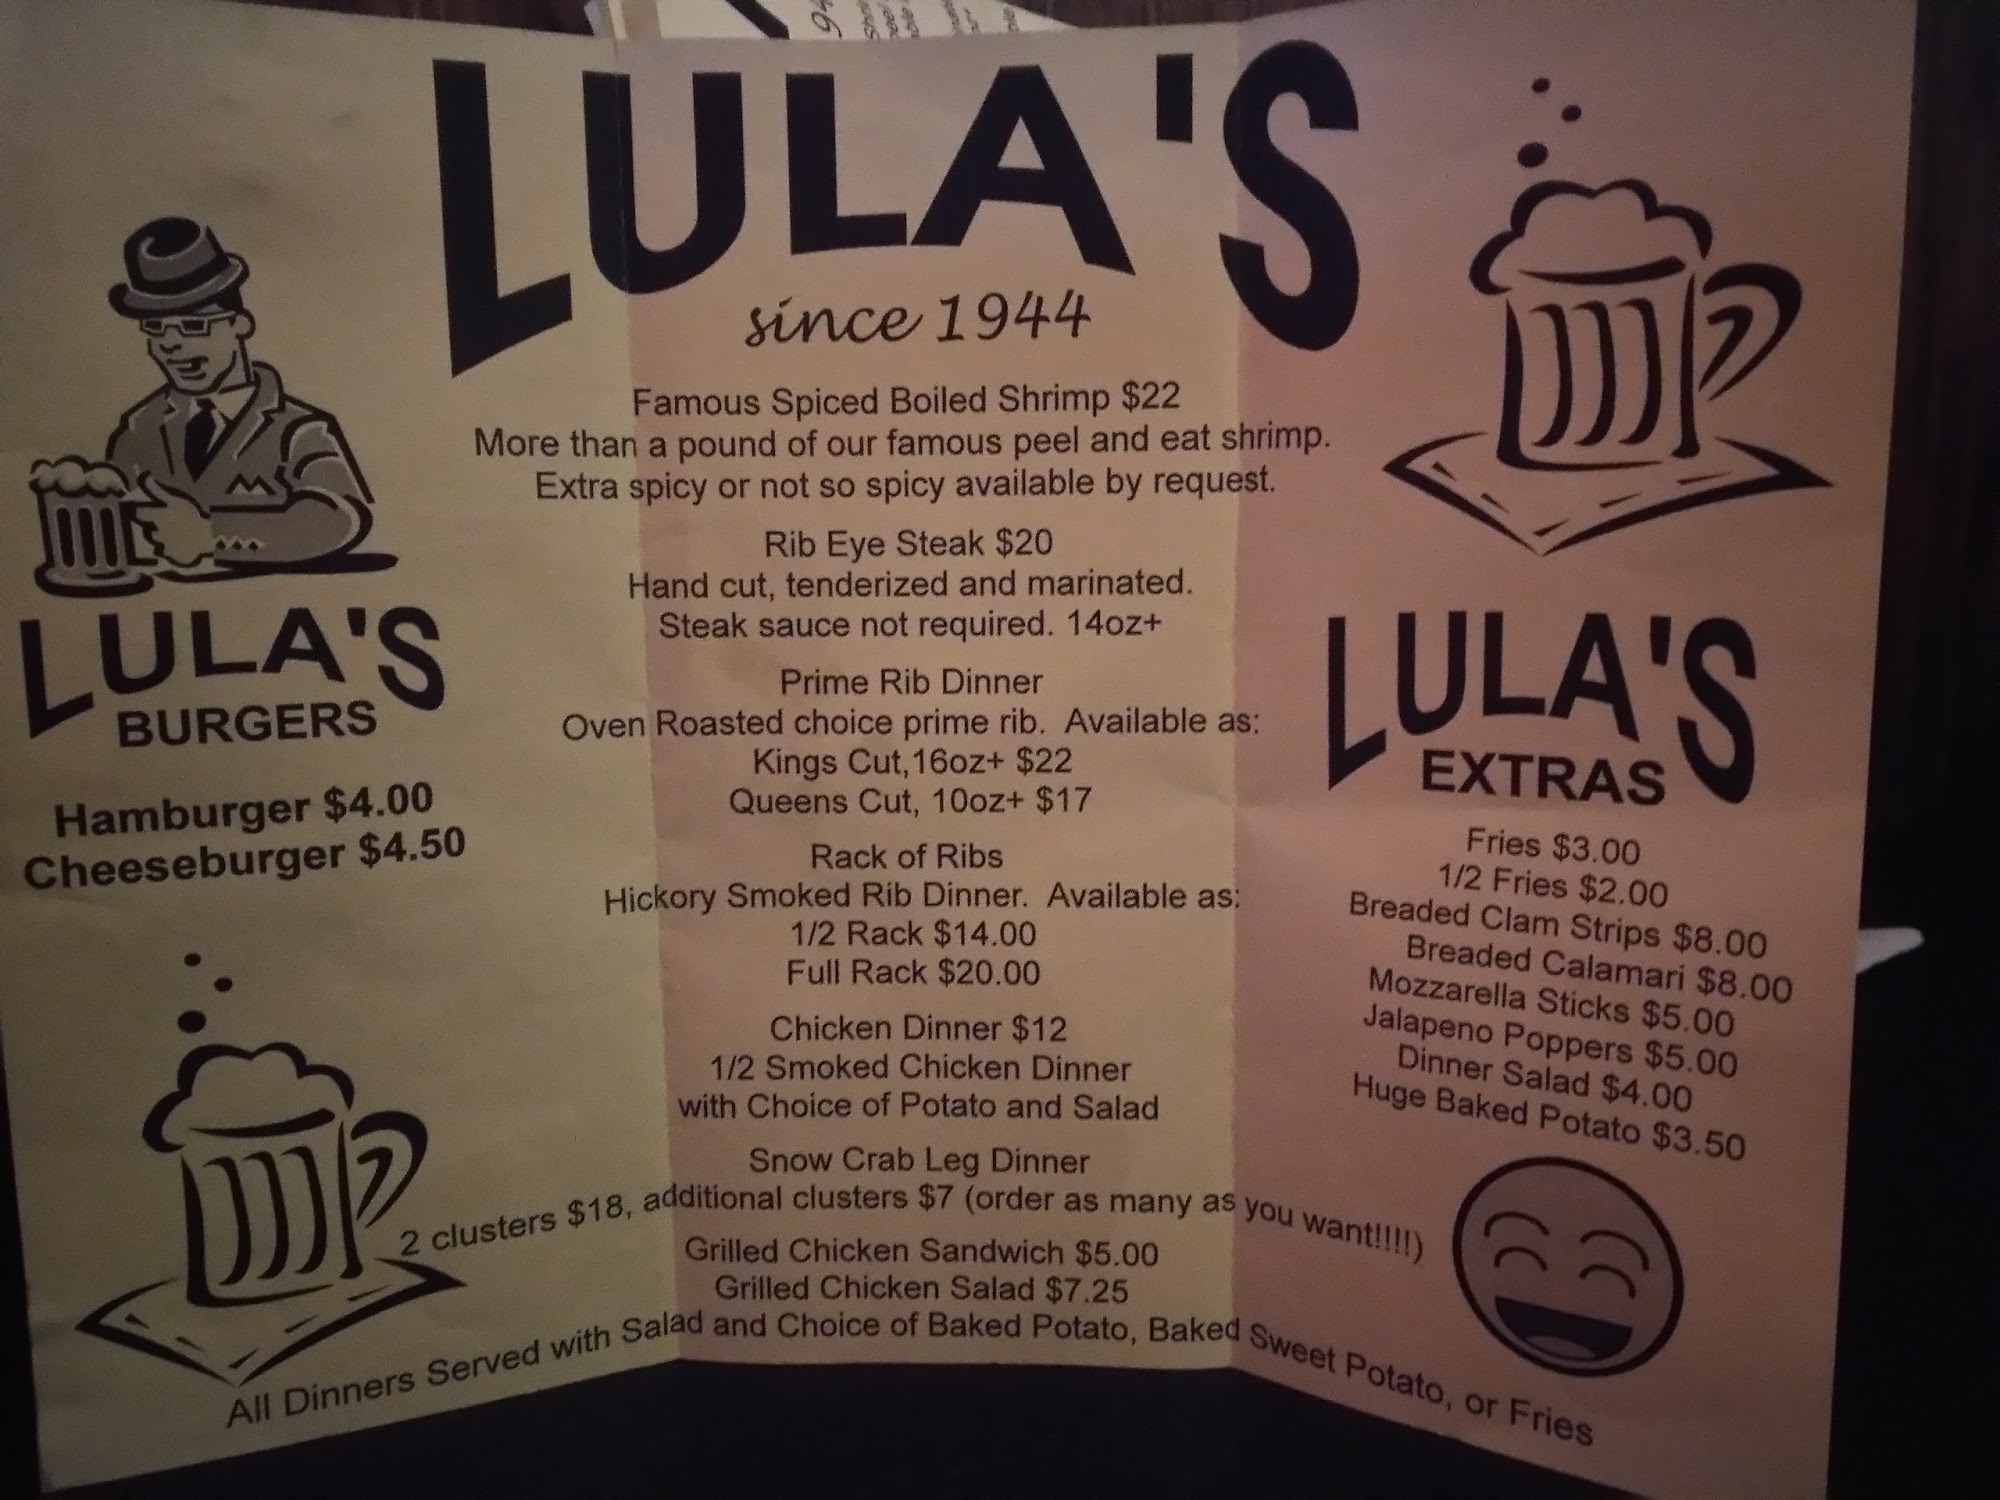 LULA'S
since 1944
Famous Spiced Boiled Shrimp $22
More than a pound of our famous peel and eat shrimp.
Extra spicy or not so spicy available by request.
Rib Eye Steak $20
Hand cut, tenderized and marinated.
Steak sauce not required. 14oz+
Prime Rib Dinner
Oven Roasted choice prime rib. Available as:
Kings Cut,16oz+ $22
Queens Cut, 10oz+ $17
Rack of Ribs
Hickory Smoked Rib Dinner. Available as:
1/2 Rack $14.00
Full Rack $20.00
Chicken Dinner $12
1/2 Smoked Chicken Dinner
with Choice of Potato and Salad
Snow Crab Leg Dinner
2 clusters $18, additional clusters $7 (order as many as you want!!!!)
Grilled Chicken Sandwich $5.00
Grilled Chicken Salad $7.25
All Dinners Served with Salad and Choice of Baked Potato, Baked Sweet Potato, or Fries
LULA'S
BURGERS
Hamburger $4.00
Cheeseburger $4.50
LULA'S
EXTRAS
Fries $3.00
1/2 Fries $2.00
Breaded Clam Strips $8.00
Breaded Calamari $8.00
Mozzarella Sticks $5.00
Jalapeno Poppers $5.00
Dinner Salad $4.00
Huge Baked Potato $3.50